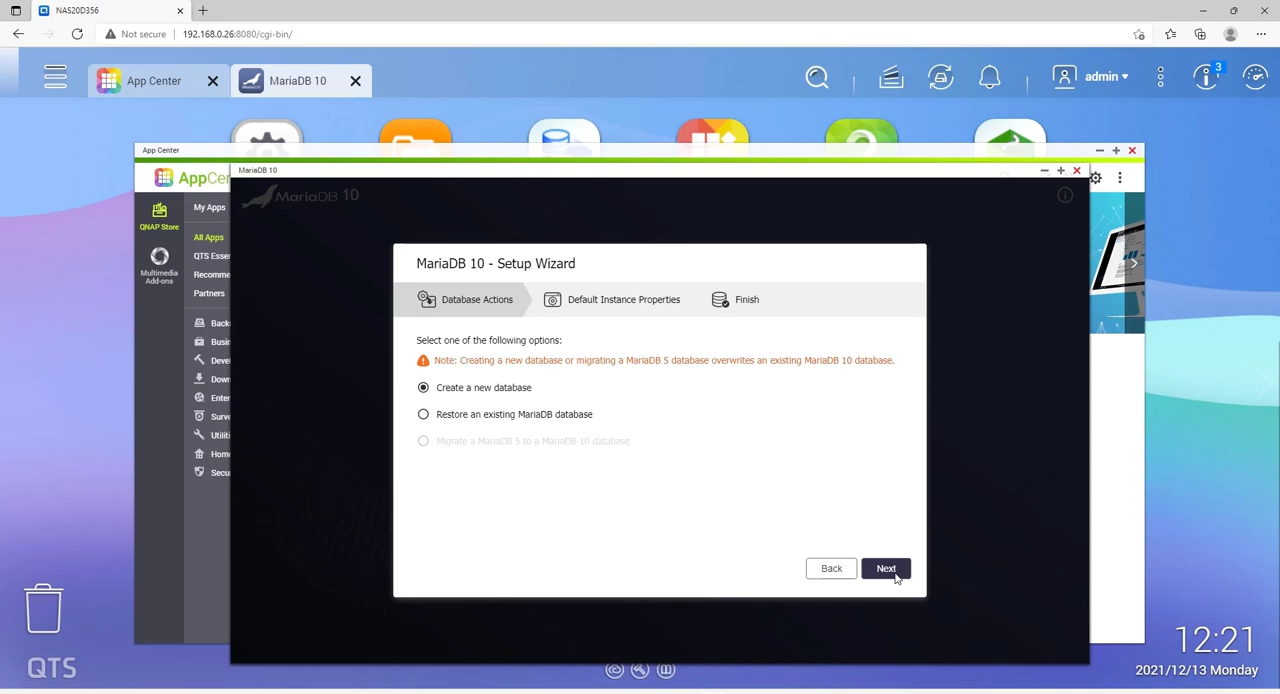 NAS20D356
Not secure
192.168.0.26:8080/cgi-bin/
App Center
MariaDB 10
3
admin
App Center
AppCe
MariaDB 10
MariaDB 10
QNAP Store
Multimedia
Add-ons
My Apps
All Apps
QTS Esse
Recomme
Partners
Back
Busi
Deve
Dow
Enter
Surve
Utiliti
Hom
Secu
MariaDB 10 - Setup Wizard
Database Actions
Default Instance Properties
Finish
Select one of the following options:
Note: Creating a new database or migrating a MariaDB 5 database overwrites an existing MariaDB 10 database.
Create a new database
Restore an existing MariaDB database
Migrate a MariaDB 5 to a MariaDB 10 database
Back
Next
QTS
12:21
2021/12/13 Monday